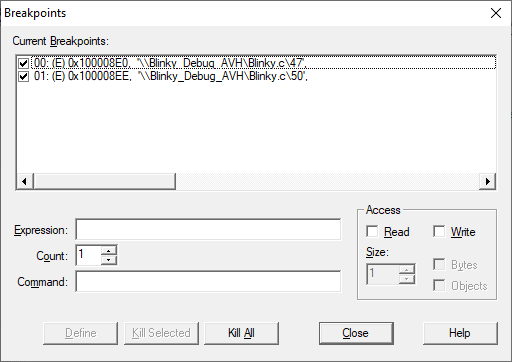 Breakpoints
Current Breakpoints:
00: (E) 0x100008E0, '\\Blinky_Debug_AVH\Blinky.c\47',
01: (E) 0x100008EE, '\\Blinky_Debug_AVH\Blinky.c\50',
Access
Expression:
Read
Write
Count: 1
Size:
Bytes
Command:
1
Objects
Define
Kill Selected
Kill All
Close
Help